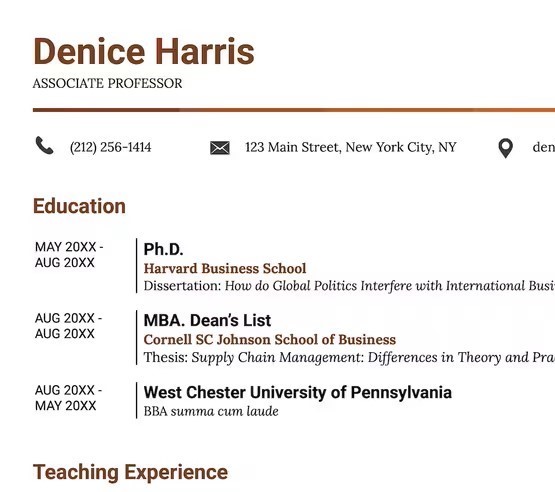 Denice Harris
ASSOCIATE PROFESSOR
(212) 256-1414 123 Main Street, New York City, NY den
Education
MAY 20XX -
AUG 20XX
Ph.D.
Harvard Business School
Dissertation: How do Global Politics Interfere with International Busi
AUG 20XX -
AUG 20XX
MBA. Dean's List
Cornell SC Johnson School of Business
Thesis: Supply Chain Management: Differences in Theory and Pra
AUG 20XX -
MAY 20XX
West Chester University of Pennsylvania
BBA summa cum laude
Teaching Experience